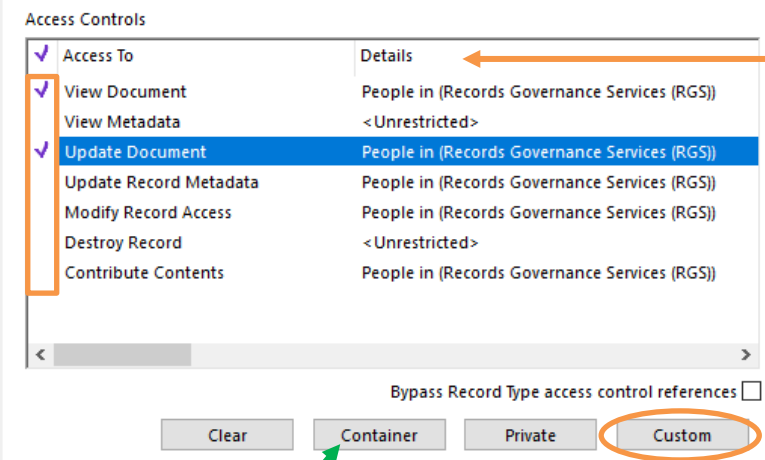 Access Controls
Access To Details
View Document People in (Records Governance Services (RGS))
View Metadata <Unrestricted>
Update Document People in (Records Governance Services (RGS))
Update Record Metadata People in (Records Governance Services (RGS))
Modify Record Access People in (Records Governance Services (RGS))
Destroy Record <Unrestricted>
Contribute Contents People in (Records Governance Services (RGS))
Bypass Record Type access control references
Clear Container Private Custom